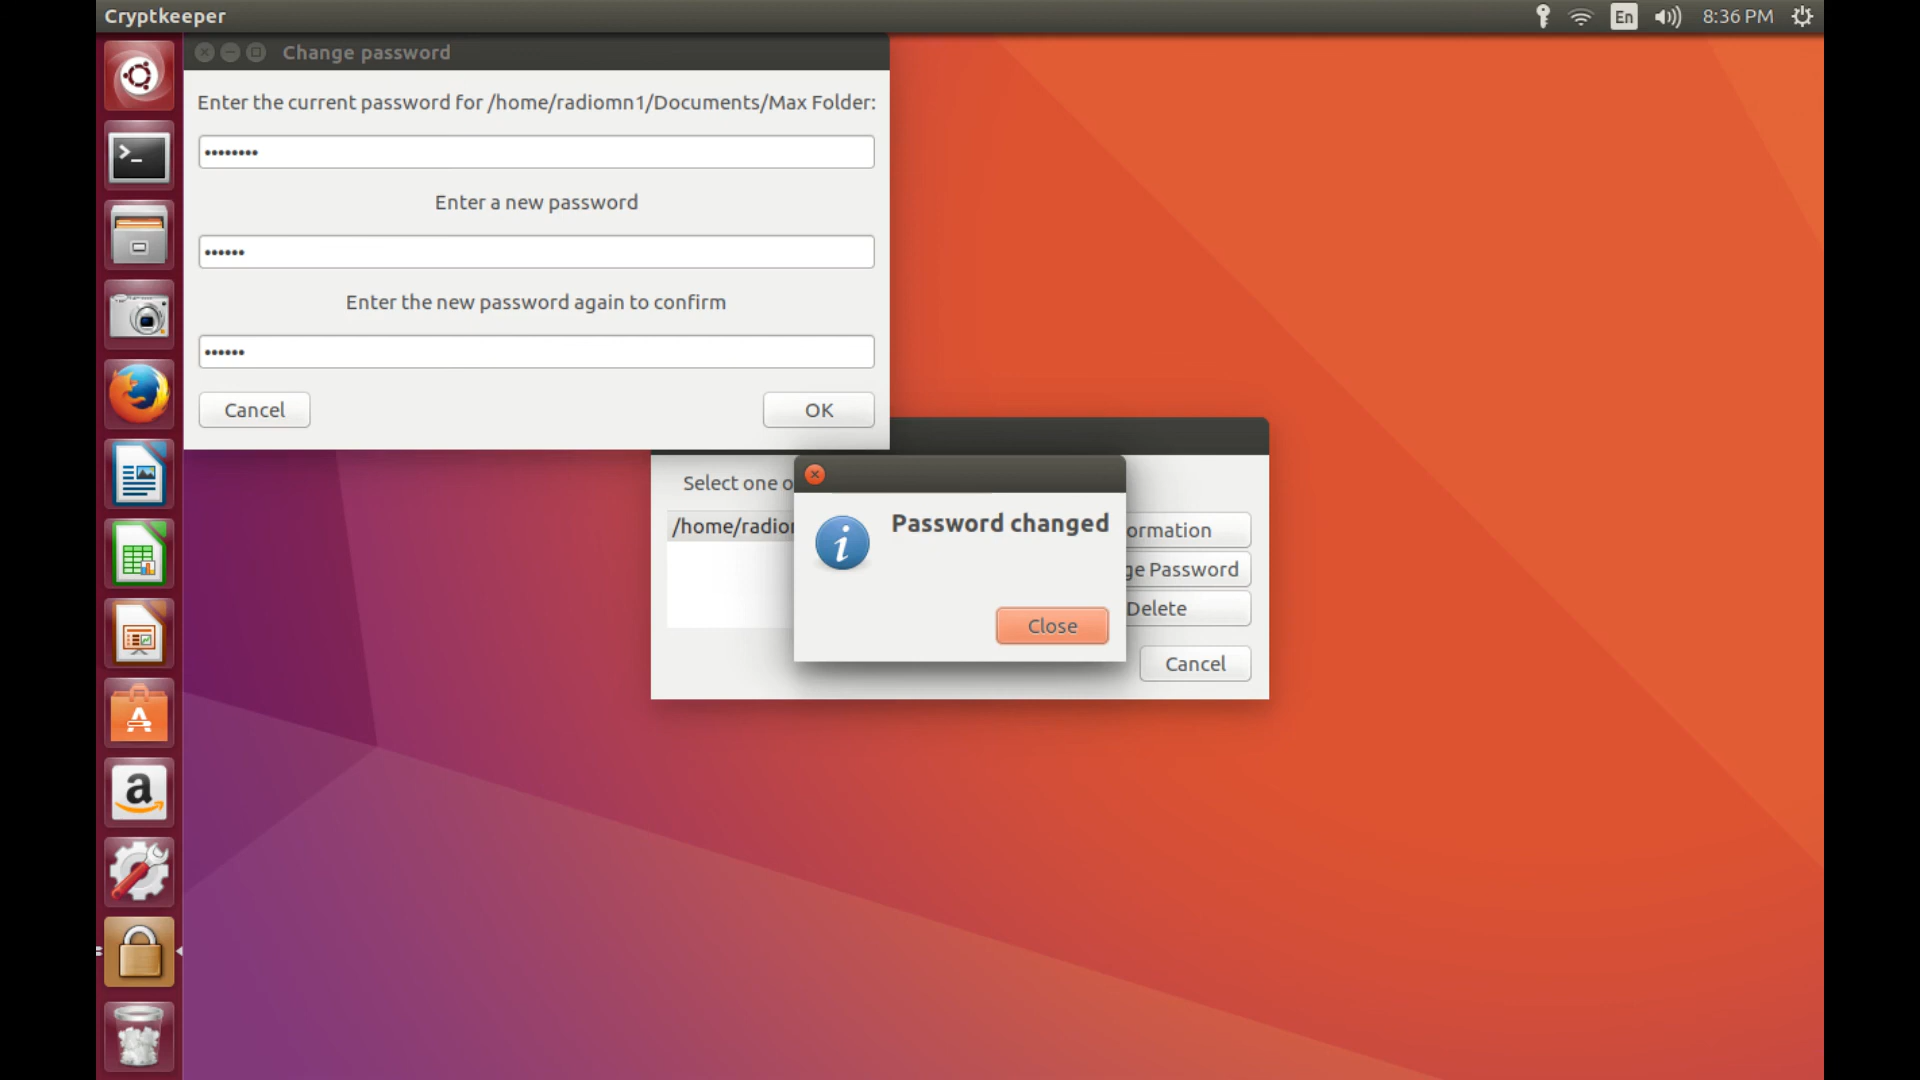 Cryptkeeper
En
8:36 PM
Change password
Enter the current password for /home/radiomn1/Documents/Max Folder:
••••••••
Enter a new password
••••••
Enter the new password again to confirm
••••••
Cancel
OK
Select one o
/home/radior
ormation
ge Password
Delete
Cancel
Password changed
Close